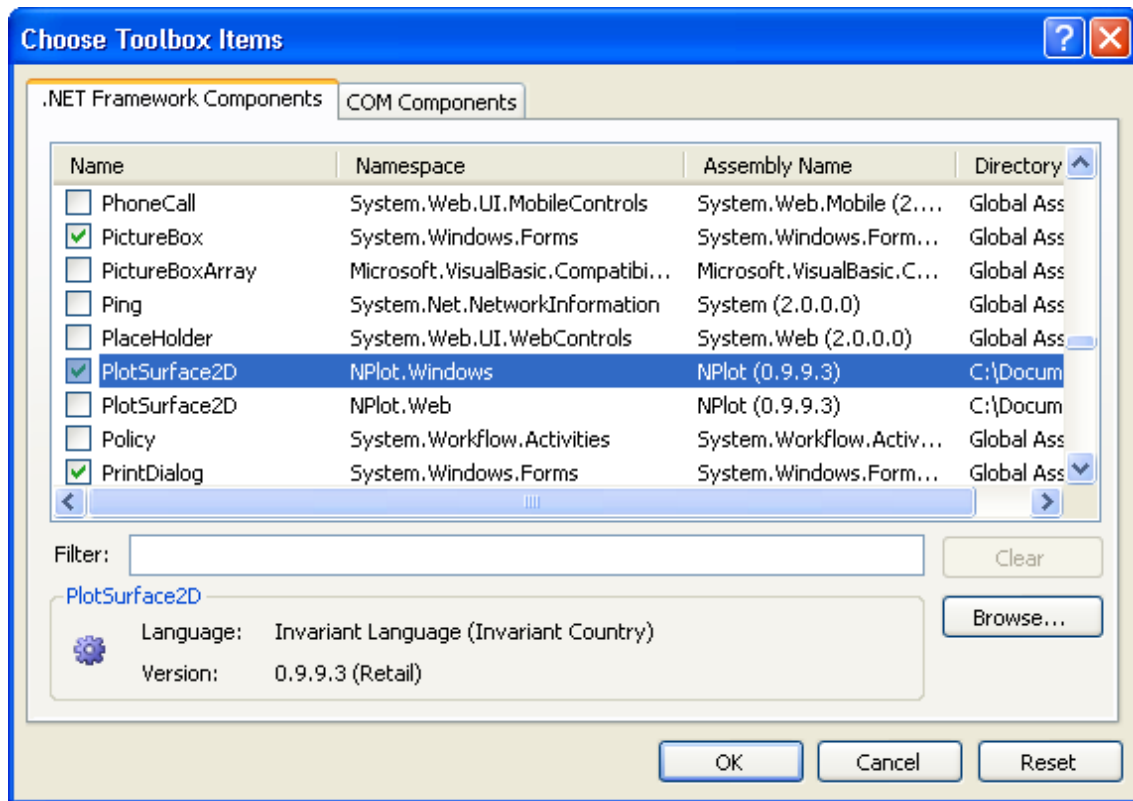 Choose Toolbox Items
.NET Framework Components COM Components
Name Namespace Assembly Name Directory
PhoneCall System.Web.UI.MobileControls System.Web.Mobile (2.... Global Ass
PictureBox System.Windows.Forms System.Windows.Form... Global Ass
PictureBoxArray Microsoft.VisualBasic.Compatibi... Microsoft.VisualBasic.C... Global Ass
Ping System.Net.NetworkInformation System (2.0.0.0) Global Ass
PlaceHolder System.Web.UI.WebControls System.Web (2.0.0.0) Global Ass
PlotSurface2D NPlot.Windows NPlot (0.9.9.3) C:\Docum
PlotSurface2D NPlot.Web NPlot (0.9.9.3) C:\Docum
Policy System.Workflow.Activities System.Workflow.Activ... Global Ass
PrintDialog System.Windows.Forms System.Windows.Form... Global Ass
Filter: Clear
PlotSurface2D
Browse...
Language: Invariant Language (Invariant Country)
Version: 0.9.9.3 (Retail)
OK Cancel Reset